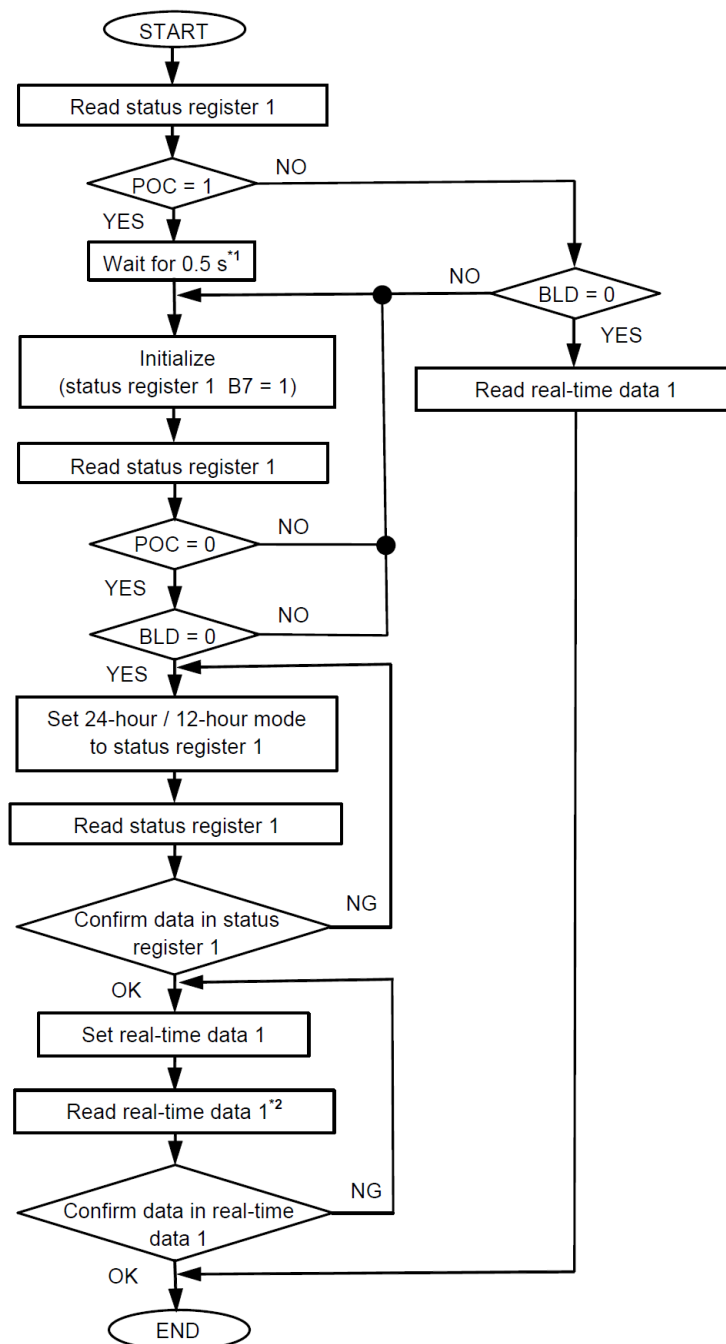 START
Read status register 1
POC = 1
NO
YES
Wait for 0.5 s*1
NO
BLD = 0
YES
Initialize
(status register 1 B7 = 1)
Read real-time data 1
Read status register 1
POC = 0
NO
YES
BLD = 0
NO
YES
Set 24-hour / 12-hour mode
to status register 1
Read status register 1
Confirm data in status
register 1
NG
OK
Set real-time data 1
Read real-time data 1*2
Confirm data in real-time
data 1
NG
OK
END